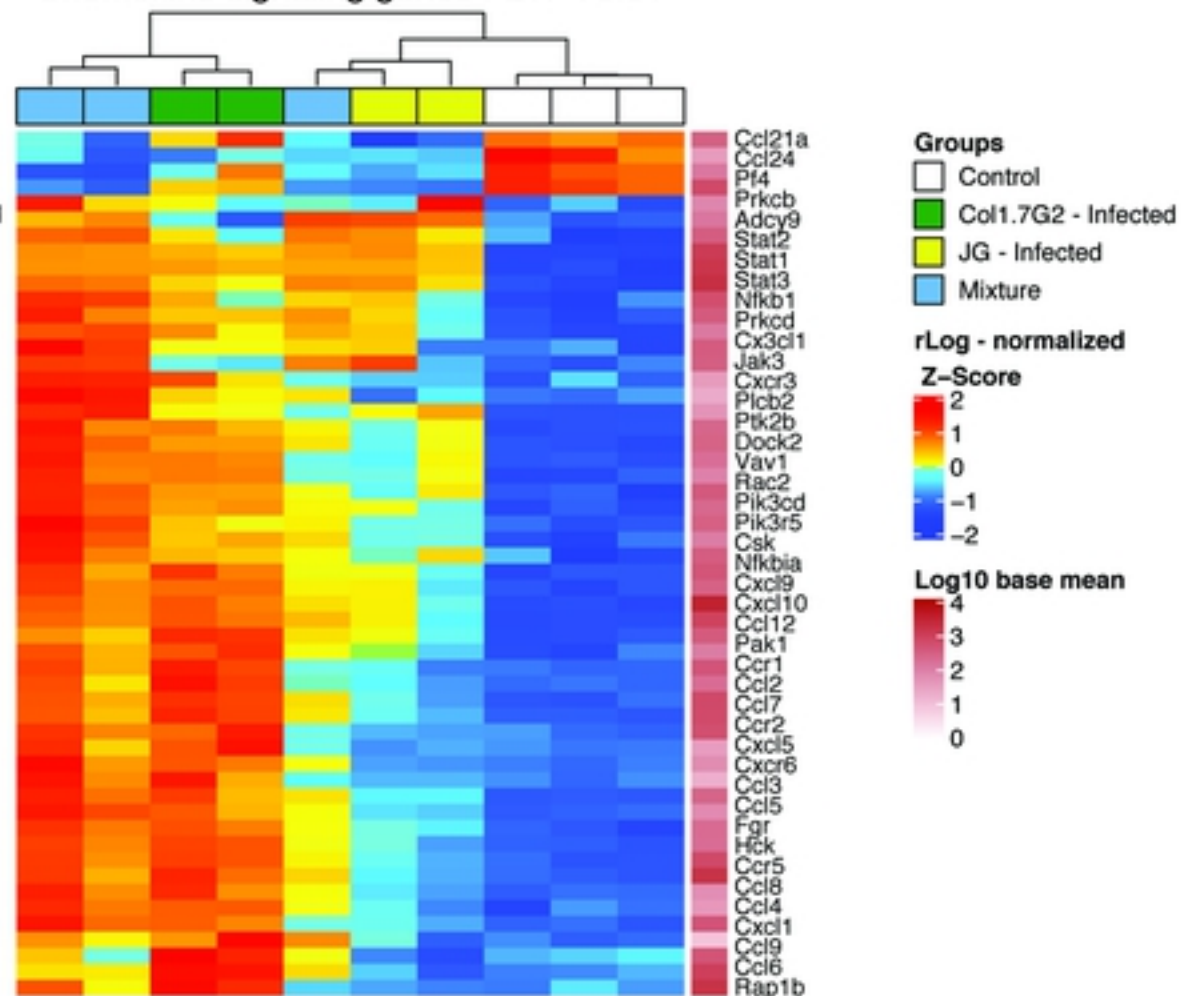 Ccl21a
Ccl24
Pf4
Prkcb
Adcy9
Stat2
Stat1
Stat3
Nfkb1
Prkcd
Cx3cl1
Jak3
Cxcr3
Plcb2
Ptk2b
Dock2
Vav1
Rac2
Pik3cd
Pik3r5
Csk
Nfkbia
Cxcl9
Cxcl10
Ccl12
Pak1
Ccr1
Ccl2
Ccl7
Ccr2
Cxcl5
Cxcr6
Ccl3
Ccl5
Fgr
Hck
Ccr5
Ccl8
Ccl4
Cxcl1
Ccl9
Ccl6
Rap1b
Groups
Control
Col1.7G2 - Infected
JG - Infected
Mixture
rLog - normalized
Z-Score
2
1
0
-1
-2
Log10 base mean
4
3
2
1
0